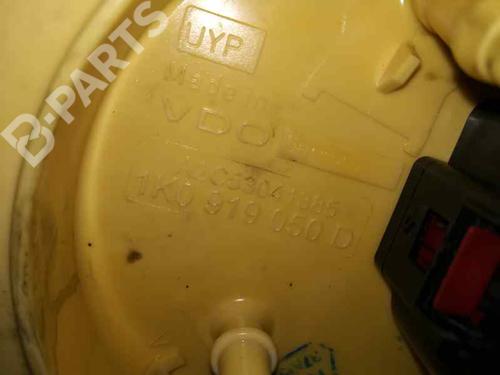 B-PARTS
UYP
Made in
VDO
1K0 919 050 D